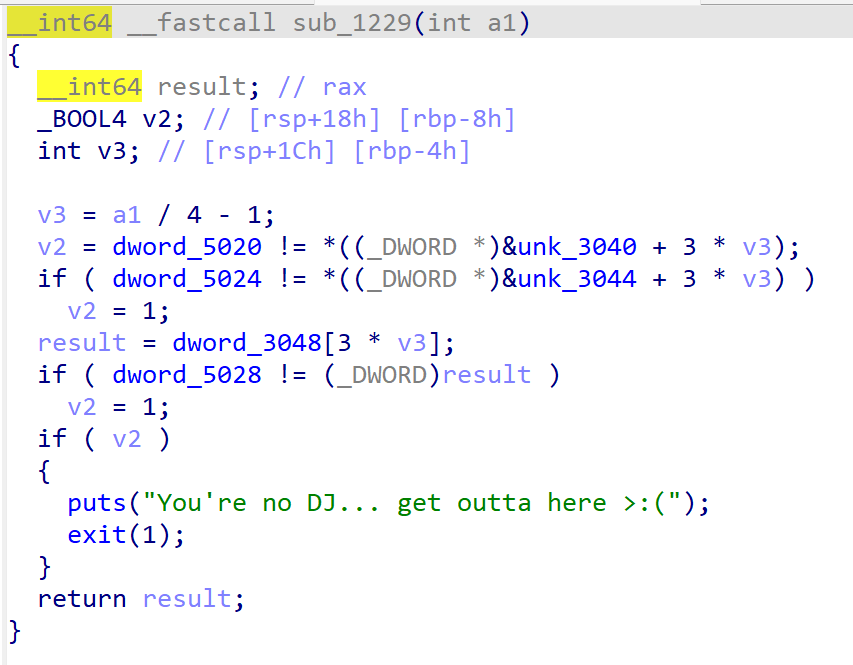 __int64 __fastcall sub_1229(int a1)
{
  __int64 result; // rax
  _BOOL4 v2; // [rsp+18h] [rbp-8h]
  int v3; // [rsp+1Ch] [rbp-4h]

  v3 = a1 / 4 - 1;
  v2 = dword_5020 != *((_DWORD *)&unk_3040 + 3 * v3);
  if ( dword_5024 != *((_DWORD *)&unk_3044 + 3 * v3) )
    v2 = 1;
  result = dword_3048[3 * v3];
  if ( dword_5028 != (_DWORD)result )
    v2 = 1;
  if ( v2 )
  {
    puts("You're no DJ... get outta here >:(");
    exit(1);
  }
  return result;
}